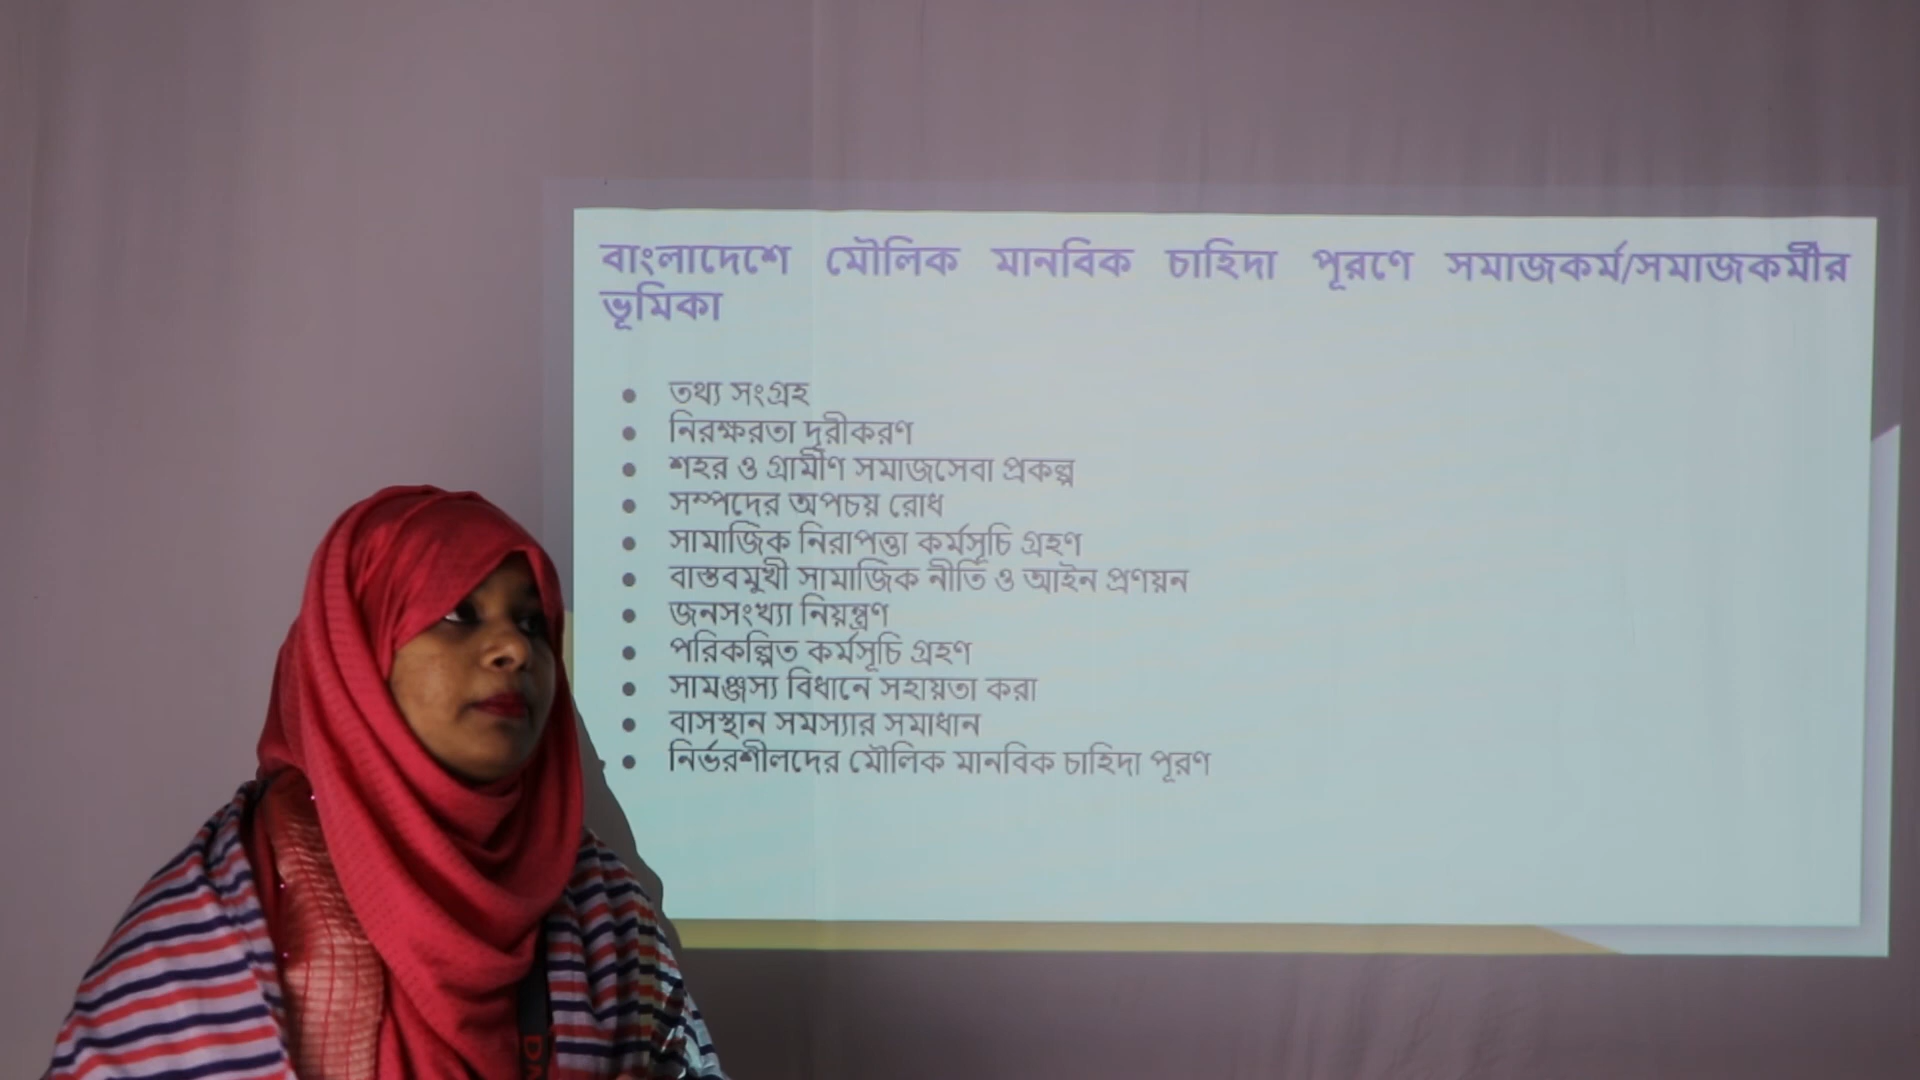 বাংলাদেশে মৌলিক মানবিক চাহিদা পূরণে সমাজকর্ম/সমাজকর্মীর
ভূমিকা
তথ্য সংগ্রহ
নিরক্ষরতা দূরীকরণ
শহর ও গ্রামীণ সমাজসেবা প্রকল্প
সম্পদের অপচয় রোধ
সামাজিক নিরাপত্তা কর্মসূচি গ্রহণ
বাস্তবমুখী সামাজিক নীতি ও আইন প্রণয়ন
জনসংখ্যা নিয়ন্ত্রণ
পরিকল্পিত কর্মসূচি গ্রহণ
সামঞ্জস্য বিধানে সহায়তা করা
বাসস্থান সমস্যার সমাধান
নির্ভরশীলদের মৌলিক মানবিক চাহিদা পূরণ